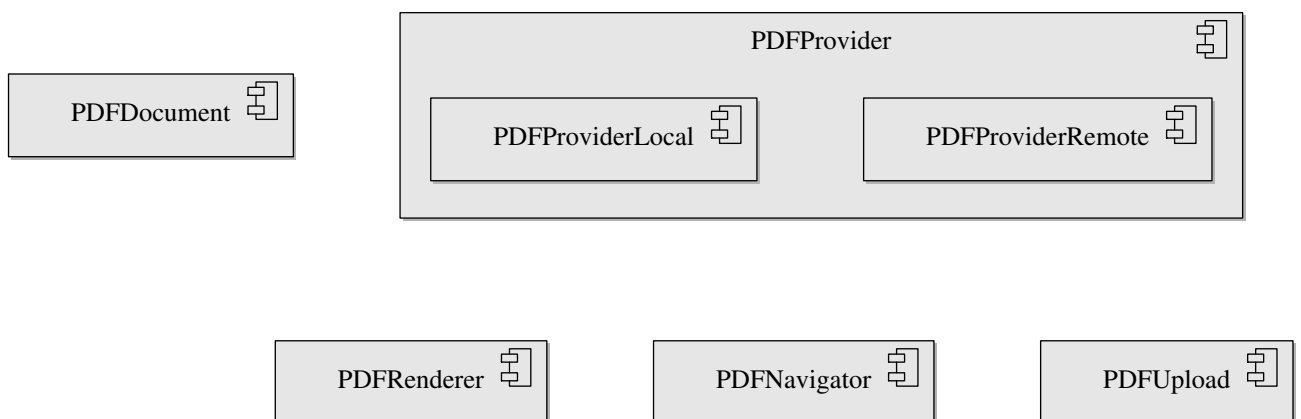 PDFProvider
PDFDocument
PDFProviderLocal
PDFProviderRemote
PDFRenderer
PDFNavigator
PDFUpload